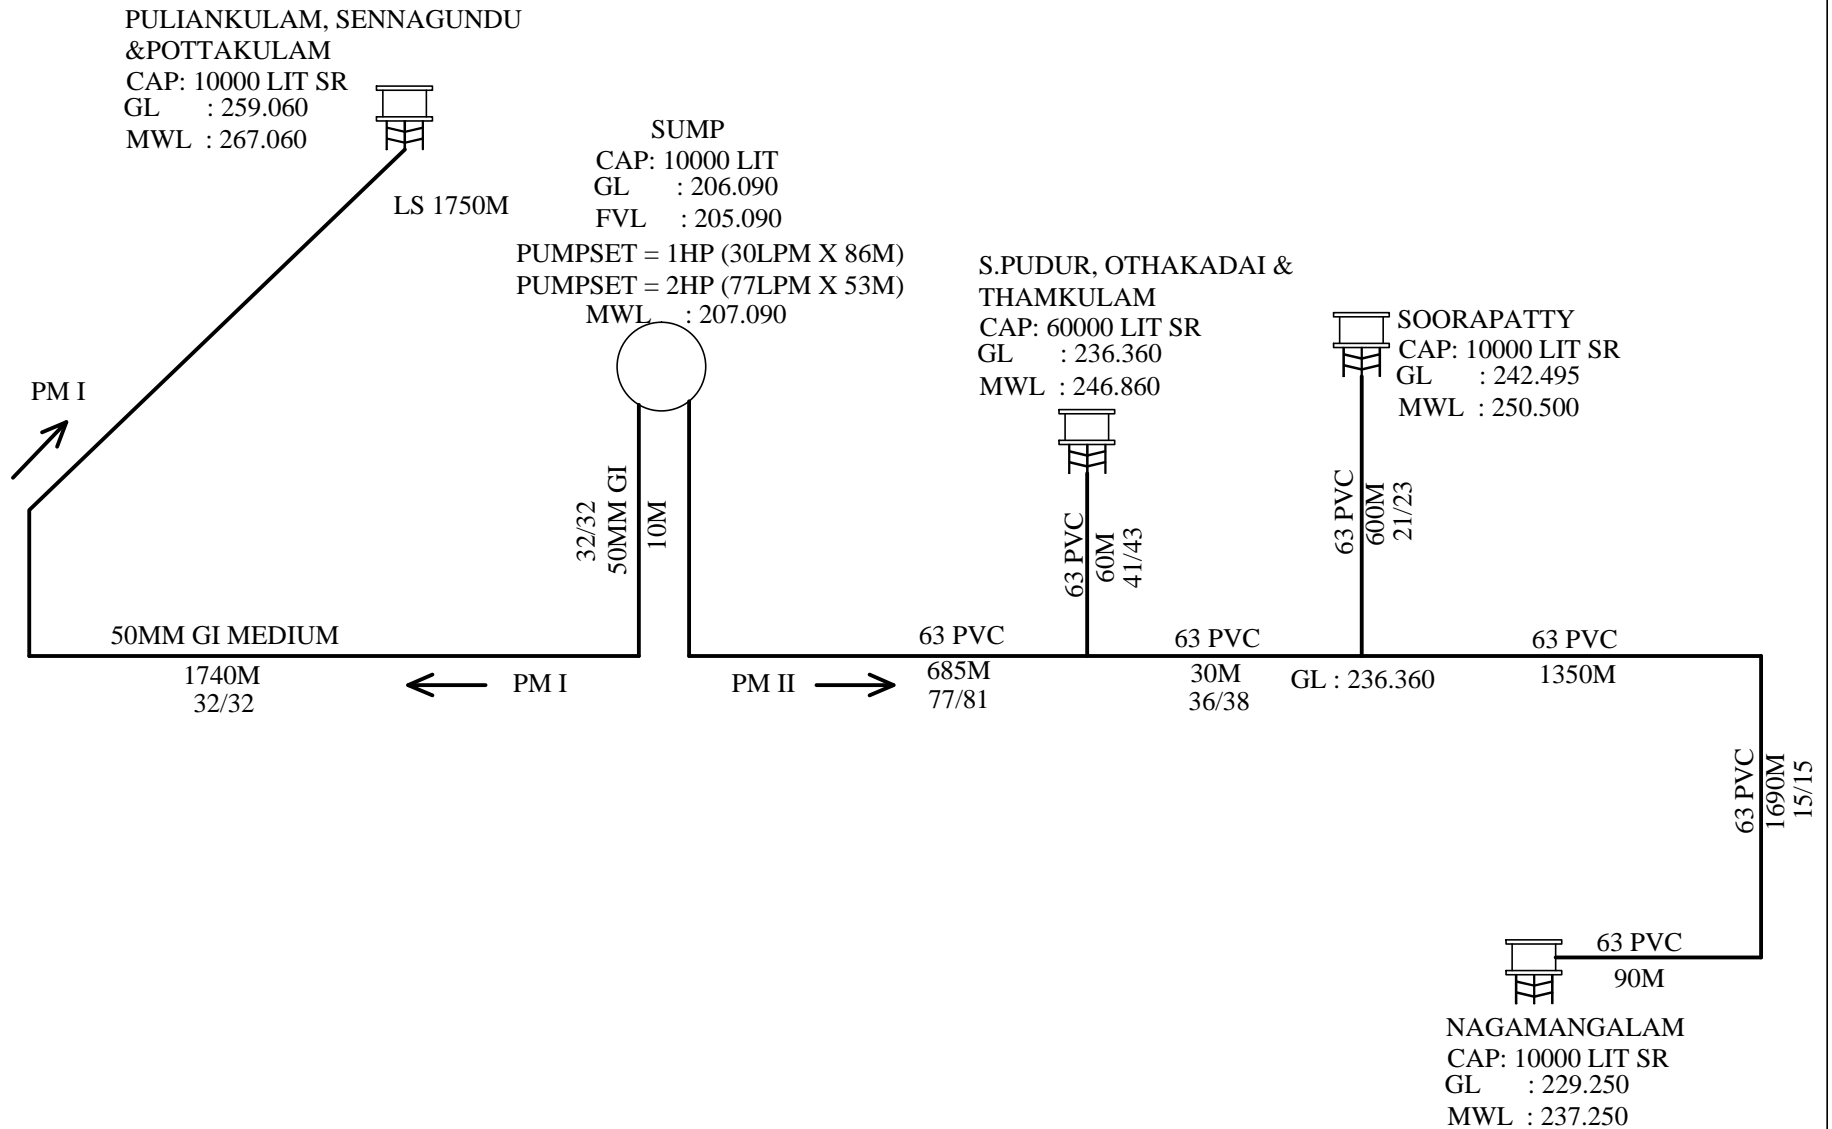 PULIANKULAM, SENNAGUNDU
&POTTAKULAM
CAP: 10000 LIT SR
GL : 259.060
MWL : 267.060
LS 1750M
PM I
SUMP
CAP: 10000 LIT
GL : 206.090
FVL : 205.090
PUMPSET = 1HP (30LPM X 86M)
PUMPSET = 2HP (77LPM X 53M)
MWL : 207.090
S.PUDUR, OTHAKADAI &
THAMKULAM
CAP: 60000 LIT SR
GL : 236.360
MWL : 246.860
SOORAPATTY
CAP: 10000 LIT SR
GL : 242.495
MWL : 250.500
32/32
50MM GI
10M
63 PVC
60M
41/43
63 PVC
600M
21/23
50MM GI MEDIUM
1740M
32/32
PM I
PM II
63 PVC
685M
77/81
63 PVC
30M
36/38
GL : 236.360
63 PVC
1350M
63 PVC
1690M
15/15
63 PVC
90M
NAGAMANGALAM
CAP: 10000 LIT SR
GL : 229.250
MWL : 237.250